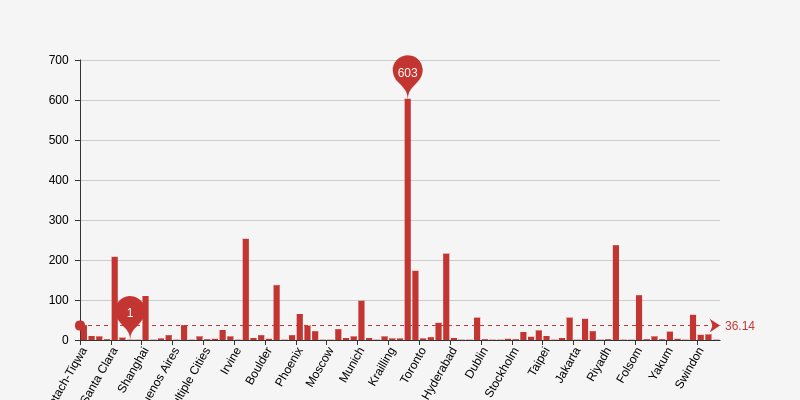 700
600
500
400
300
200
100
0
603
1
36.14
Santa Clara
Shanghai
Irvine
Boulder
Phoenix
Moscow
Munich
Krailling
Toronto
Hyderabad
Dublin
Stockholm
Taipei
Jakarta
Riyadh
Folsom
Yakum
Swindon